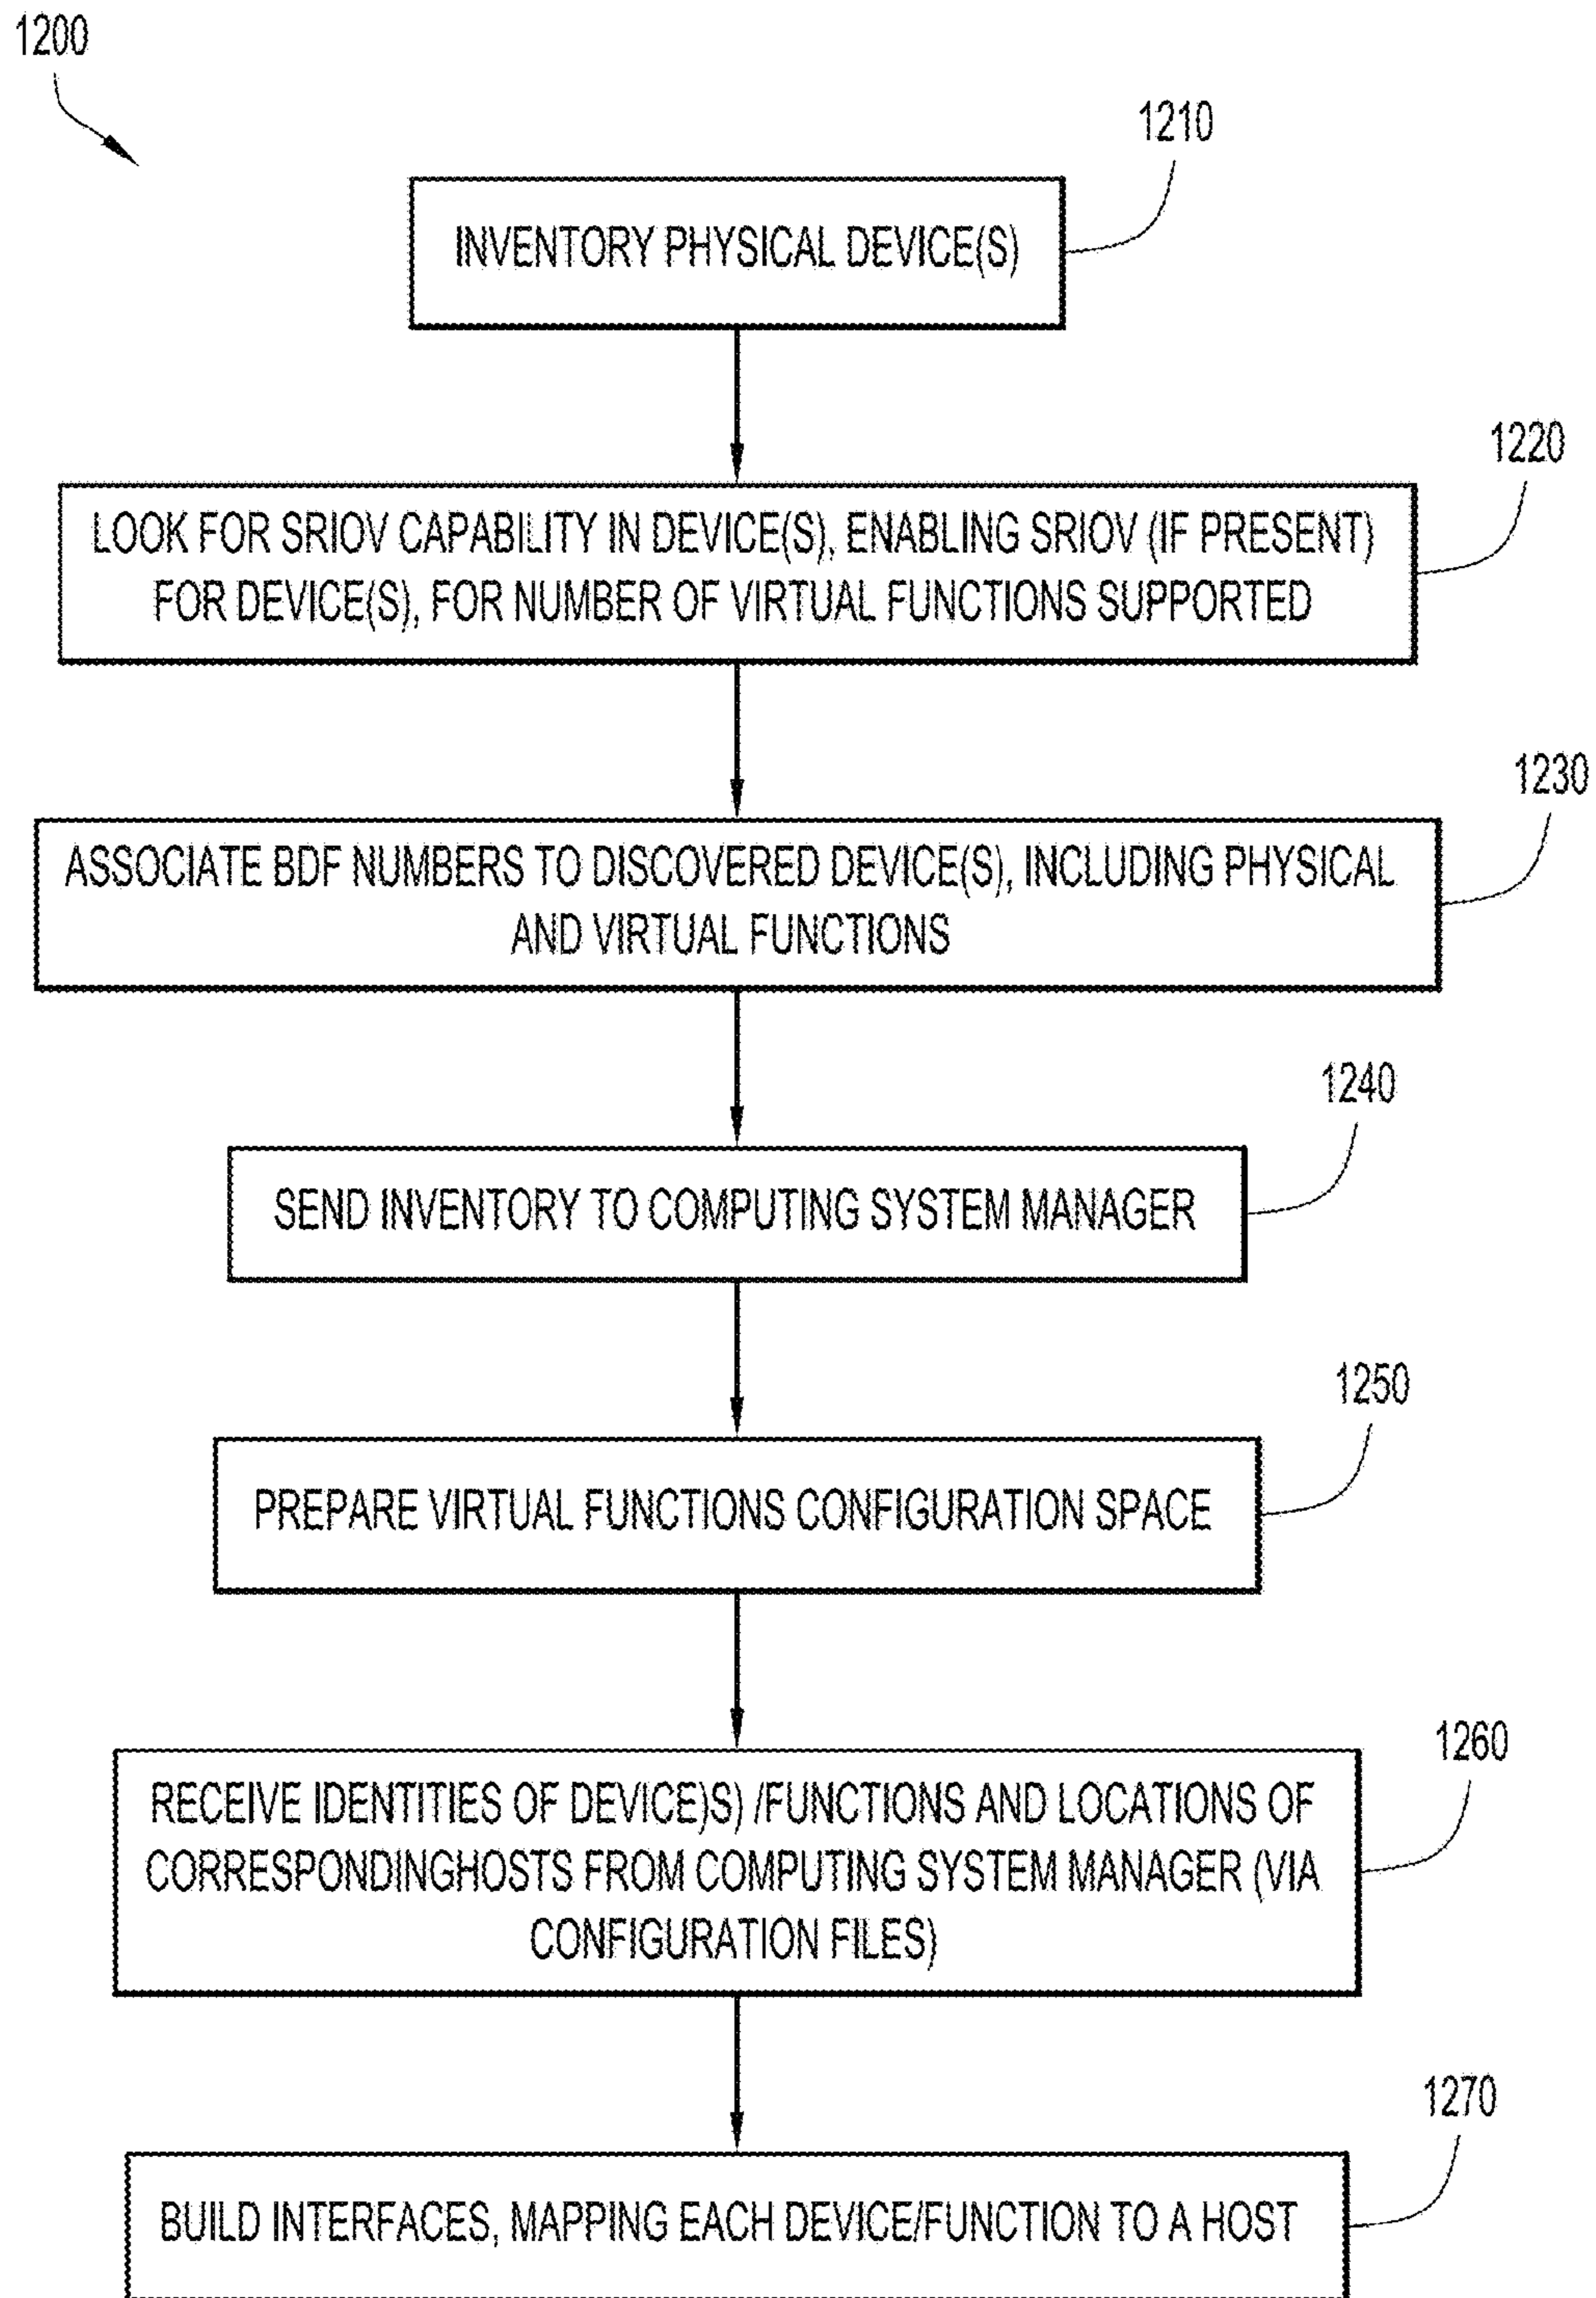 1200
1210
INVENTORY PHYSICAL DEVICE(S)
1220
LOOK FOR SRIOV CAPABILITY IN DEVICE(S), ENABLING SRIOV (IF PRESENT)
FOR DEVICE(S), FOR NUMBER OF VIRTUAL FUNCTIONS SUPPORTED
1230
ASSOCIATE BDF NUMBERS TO DISCOVERED DEVICE(S), INCLUDING PHYSICAL
AND VIRTUAL FUNCTIONS
1240
SEND INVENTORY TO COMPUTING SYSTEM MANAGER
1250
PREPARE VIRTUAL FUNCTIONS CONFIGURATION SPACE
1260
RECEIVE IDENTITIES OF DEVICE)S) /FUNCTIONS AND LOCATIONS OF
CORRESPONDINGHOSTS FROM COMPUTING SYSTEM MANAGER (VIA
CONFIGURATION FILES)
1270
BUILD INTERFACES, MAPPING EACH DEVICE/FUNCTION TO A HOST